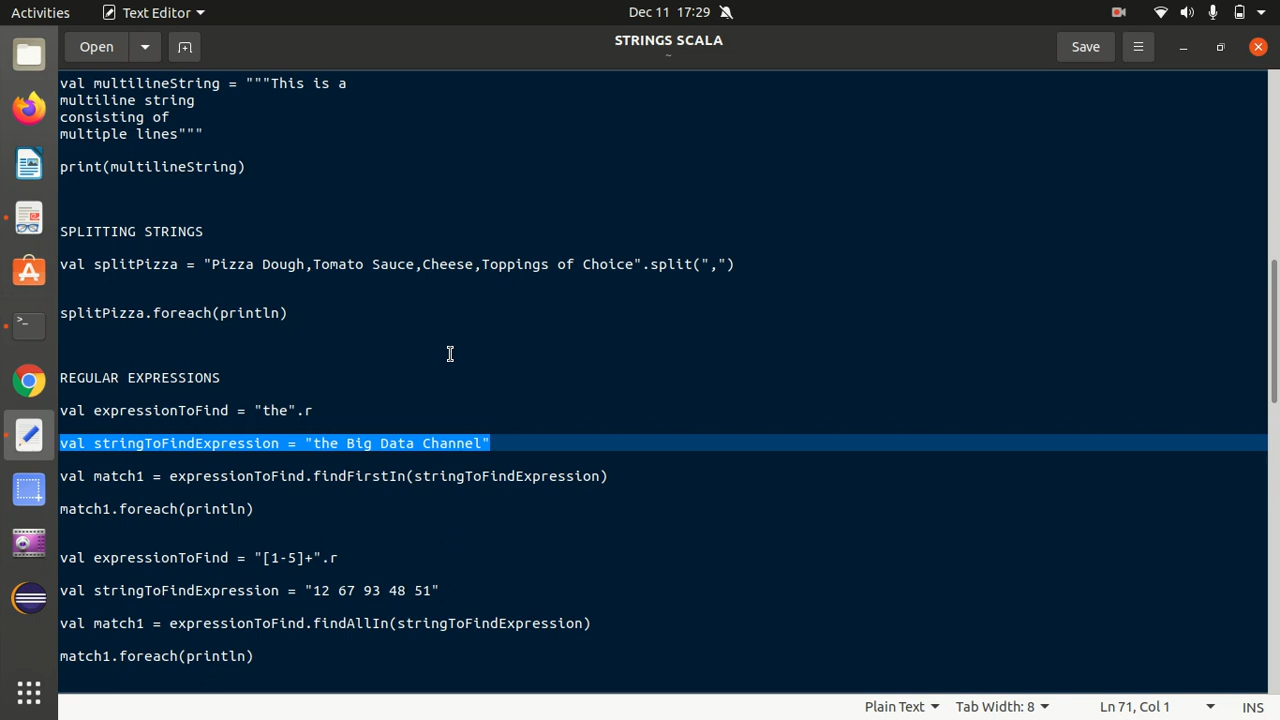 Activities
Text Editor
Dec 11 17:29
Open
STRINGS SCALA
~
Save
val multilineString = """This is a
multiline string
consisting of
multiple lines"""
print(multilineString)
SPLITTING STRINGS
val splitPizza = "Pizza Dough,Tomato Sauce,Cheese,Toppings of Choice".split(",")
splitPizza.foreach(println)
REGULAR EXPRESSIONS
val expressionToFind = "the".r
val stringToFindExpression = "the Big Data Channel"
val match1 = expressionToFind.findFirstIn(stringToFindExpression)
match1.foreach(println)
val expressionToFind = "[1-5]+".r
val stringToFindExpression = "12 67 93 48 51"
val match1 = expressionToFind.findAllIn(stringToFindExpression)
match1.foreach(println)
Plain Text
Tab Width: 8
Ln 71, Col 1
INS